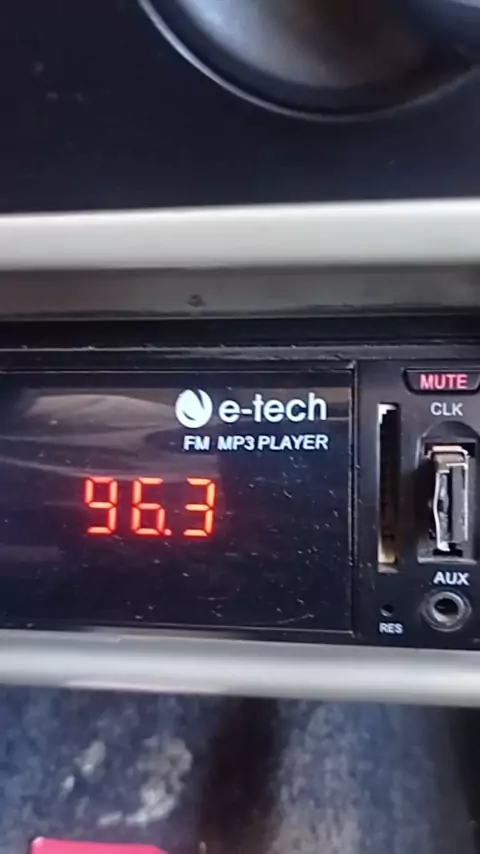 MUTE
e-tech
CLK
FM MP3 PLAYER
96.3
AUX
RES